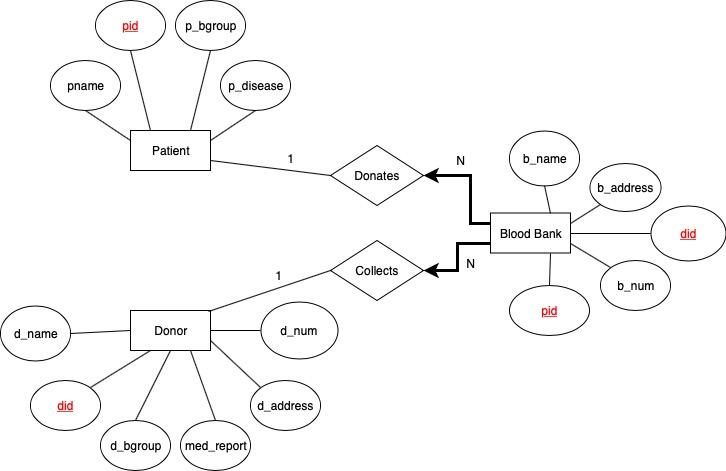 pid
p_bgroup
pname
p_disease
Patient
1
Donates
N
b_name
b_address
Blood Bank
did
b_num
pid
N
Collects
1
d_name
Donor
d_num
did
d_address
d_bgroup
med_report